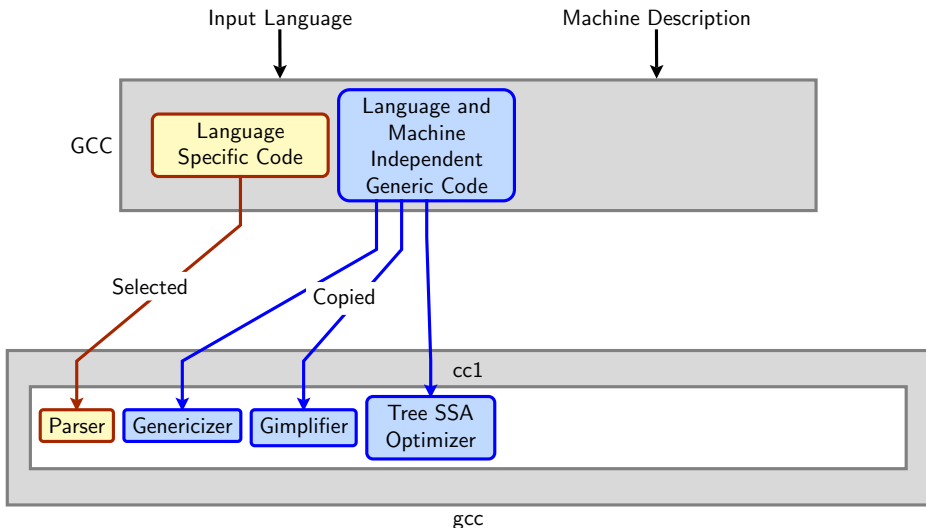 Input Language
Machine Description
GCC
Language
Specific Code
Language and
Machine
Independent
Generic Code
Selected
Copied
cc1
Parser
Genericizer
Gimplifier
Tree SSA
Optimizer
gcc